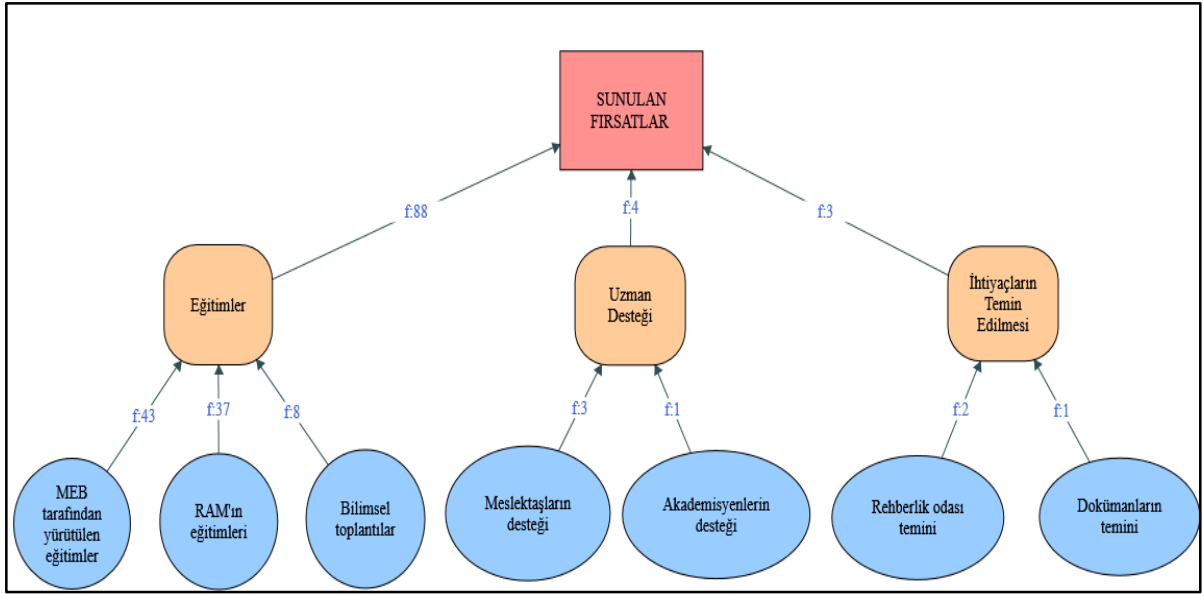 SUNULAN
FIRSATLAR
f:88
f:4
f:3
Eğitimler
Uzman
Desteği
İhtiyaçların
Temin
Edilmesi
f:43
f:37
f:8
f:3
f:1
f:2
f:1
MEB
tarafından
yürütülen
eğitimler
RAM'ın
eğitimleri
Bilimsel
toplantılar
Meslektaşların
desteği
Akademisyenlerin
desteği
Rehberlik odası
temini
Dokümanların
temini